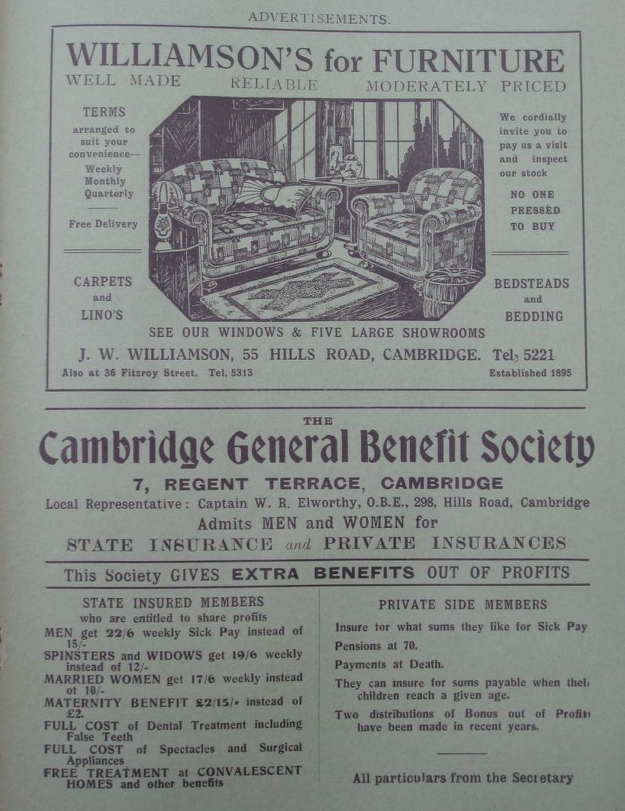 ADVERTISEMENTS.
WILLIAMSON'S for FURNITURE
WELL MADE RELIABLE MODERATELY PRICED
TERMS
arranged to
suit your
convenience—
Weekly
Monthly
Quarterly
Free Delivery
CARPETS
and
LINO'S
We cordially
invite you to
pay us a visit
and inspect
our stock
NO ONE
PRESSED
TO BUY
BEDSTEADS
and
BEDDING
SEE OUR WINDOWS & FIVE LARGE SHOWROOMS
J. W. WILLIAMSON, 55 HILLS ROAD, CAMBRIDGE. Tel. 5221
Also at 36 Fitzroy Street. Tel. 5313 Established 1895
THE
Cambridge General Benefit Society
7, REGENT TERRACE, CAMBRIDGE
Local Representative: Captain W. R. Elworthy, O.B.E., 298, Hills Road, Cambridge
Admits MEN and WOMEN for
STATE INSURANCE and PRIVATE INSURANCES
This Society GIVES EXTRA BENEFITS OUT OF PROFITS
STATE INSURED MEMBERS
who are entitled to share profits
MEN get 22/6 weekly Sick Pay instead of
15/-
SPINSTERS and WIDOWS get 19/6 weekly
instead of 12/-
MARRIED WOMEN get 17/6 weekly instead
of 10/-
MATERNITY BENEFIT £2/15/- instead of
£2.
FULL COST of Dental Treatment including
False Teeth
FULL COST of Spectacles and Surgical
Appliances
FREE TREATMENT at CONVALESCENT
HOMES and other benefits
PRIVATE SIDE MEMBERS
Insure for what sums they like for Sick Pay
Pensions at 70.
Payments at Death.
They can insure for sums payable when their
children reach a given age.
Two distributions of Bonus out of Profits
have been made in recent years.
All particulars from the Secretary